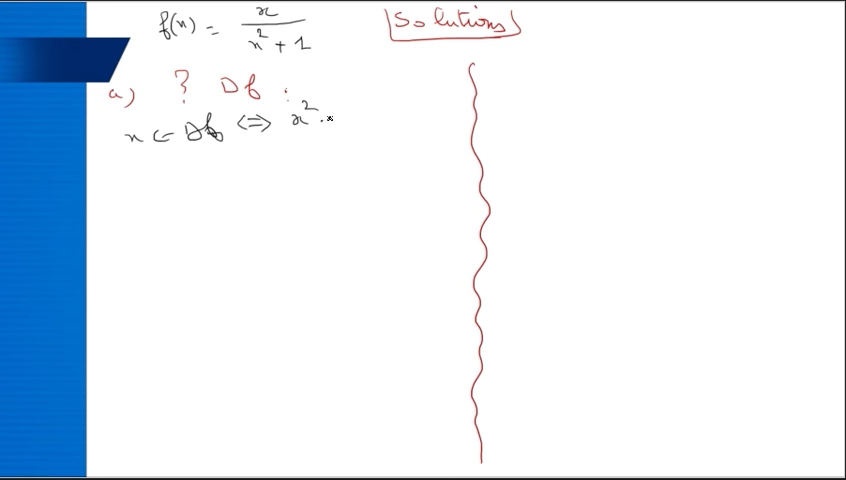 f(x) = x / (x² + 1)
Solutions
a) ? Df :
x ∈ Df <=> x² .